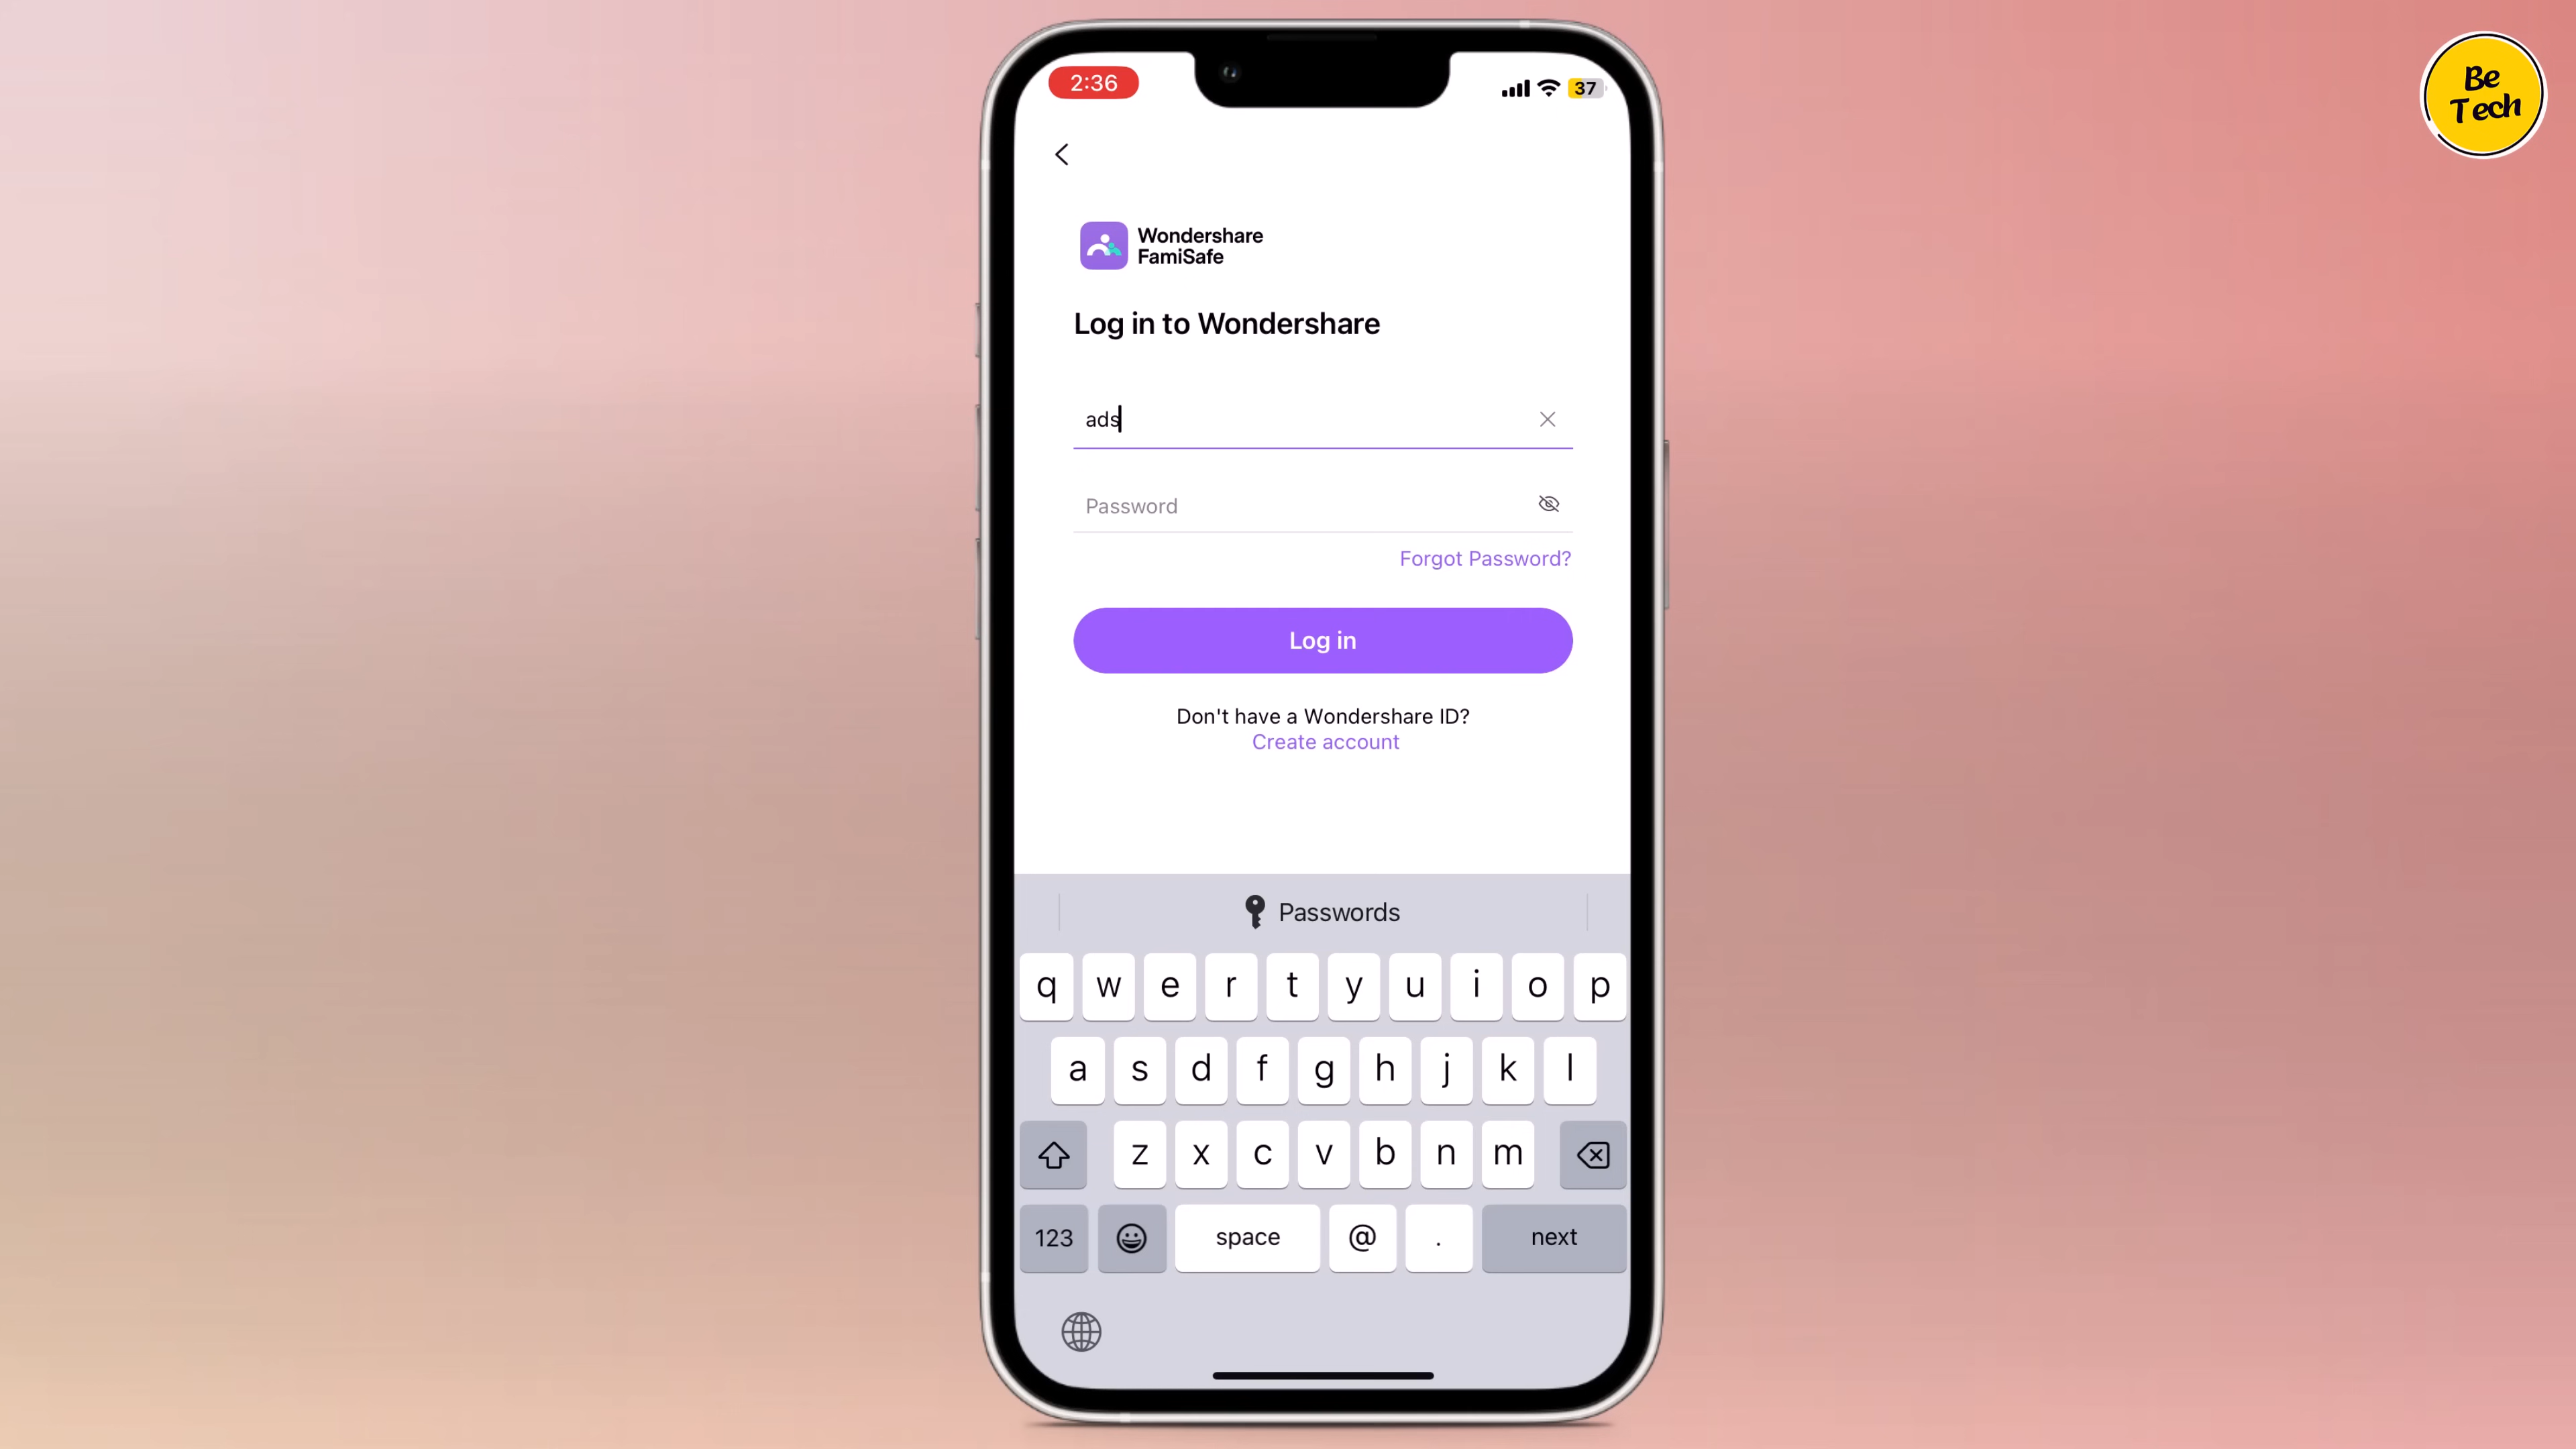 Be
Tech
2:36
37
Wondershare
FamiSafe
Log in to Wondershare
ads
Password
Forgot Password?
Log in
Don't have a Wondershare ID?
Create account
Passwords
q w e r t y u i o p
a s d f g h j k l
z x c v b n m
123 space @ . next